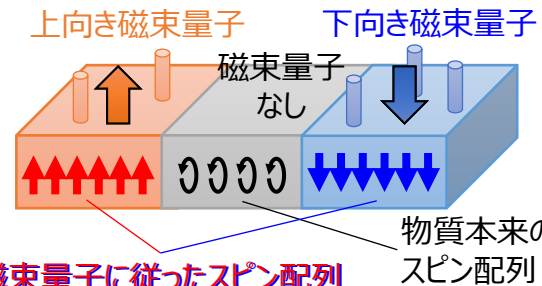 上向き磁束量子
下向き磁束量子
磁束量子
なし
物質本来の
スピン配列
磁束量子に従ったスピン配列